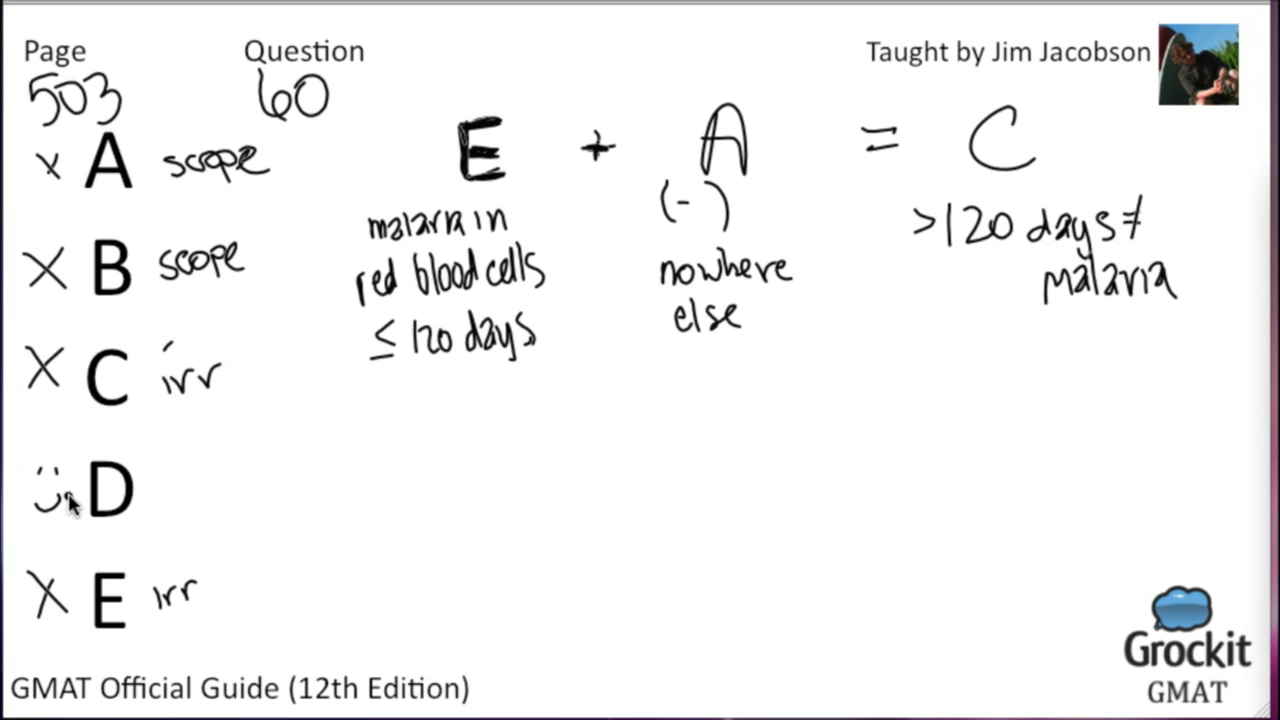 Page Question Taught by Jim Jacobson
503 60
E + A = C
x A scope
malaria in
red blood cells
≤ 120 days
(-)
nowhere
else
>120 days ≠
malaria
X B scope
X C irr
D
X E irr
GMAT Official Guide (12th Edition)
Grockit
GMAT